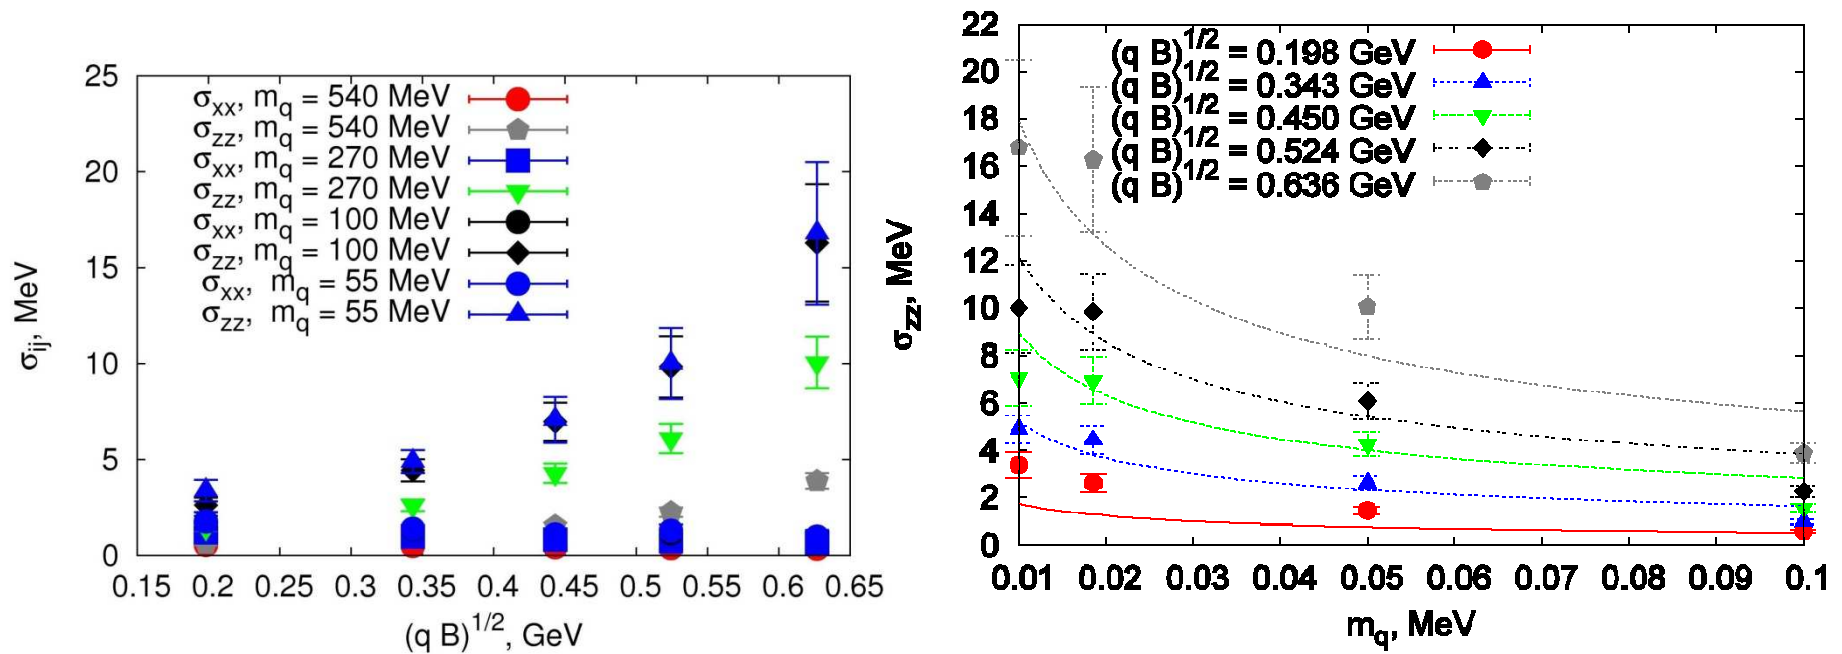 25
20
15
10
5
0
σij, MeV
σxx, mq = 540 MeV
σzz, mq = 540 MeV
σxx, mq = 270 MeV
σzz, mq = 270 MeV
σxx, mq = 100 MeV
σzz, mq = 100 MeV
σxx, mq = 55 MeV
σzz, mq = 55 MeV
0.15 0.2 0.25 0.3 0.35 0.4 0.45 0.5 0.55 0.6 0.65
(q B)1/2, GeV
22
20
18
16
14
12
10
8
6
4
2
0
σzz, MeV
(q B)1/2 = 0.198 GeV
(q B)1/2 = 0.343 GeV
(q B)1/2 = 0.450 GeV
(q B)1/2 = 0.524 GeV
(q B)1/2 = 0.636 GeV
0.01 0.02 0.03 0.04 0.05 0.06 0.07 0.08 0.09 0.1
mq, MeV